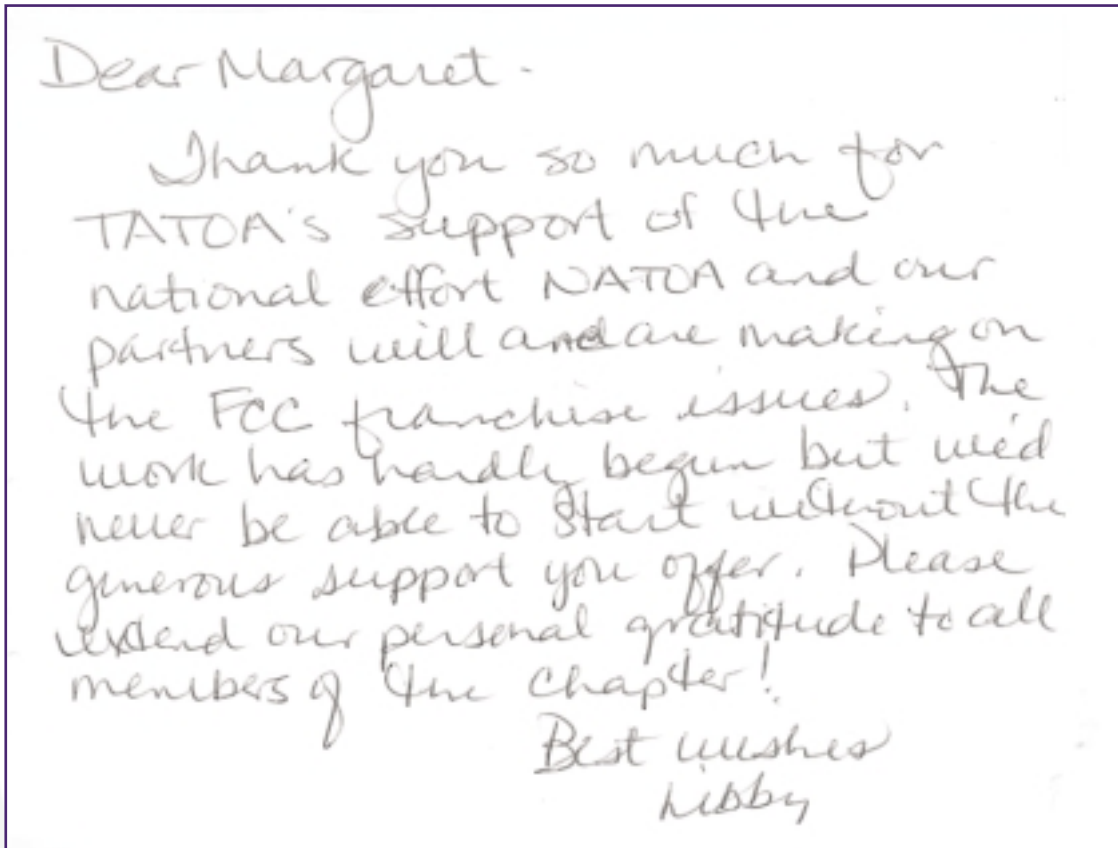 Dear Margaret -
Thank you so much for
TATOA's support of the
national effort NATOA and our
partners will and are making on
the FCC franchise issues. The
work has hardly begun but we'd
never be able to start without the
generous support you offer. Please
extend our personal gratitude to all
members of the chapter!
Best wishes
Libby